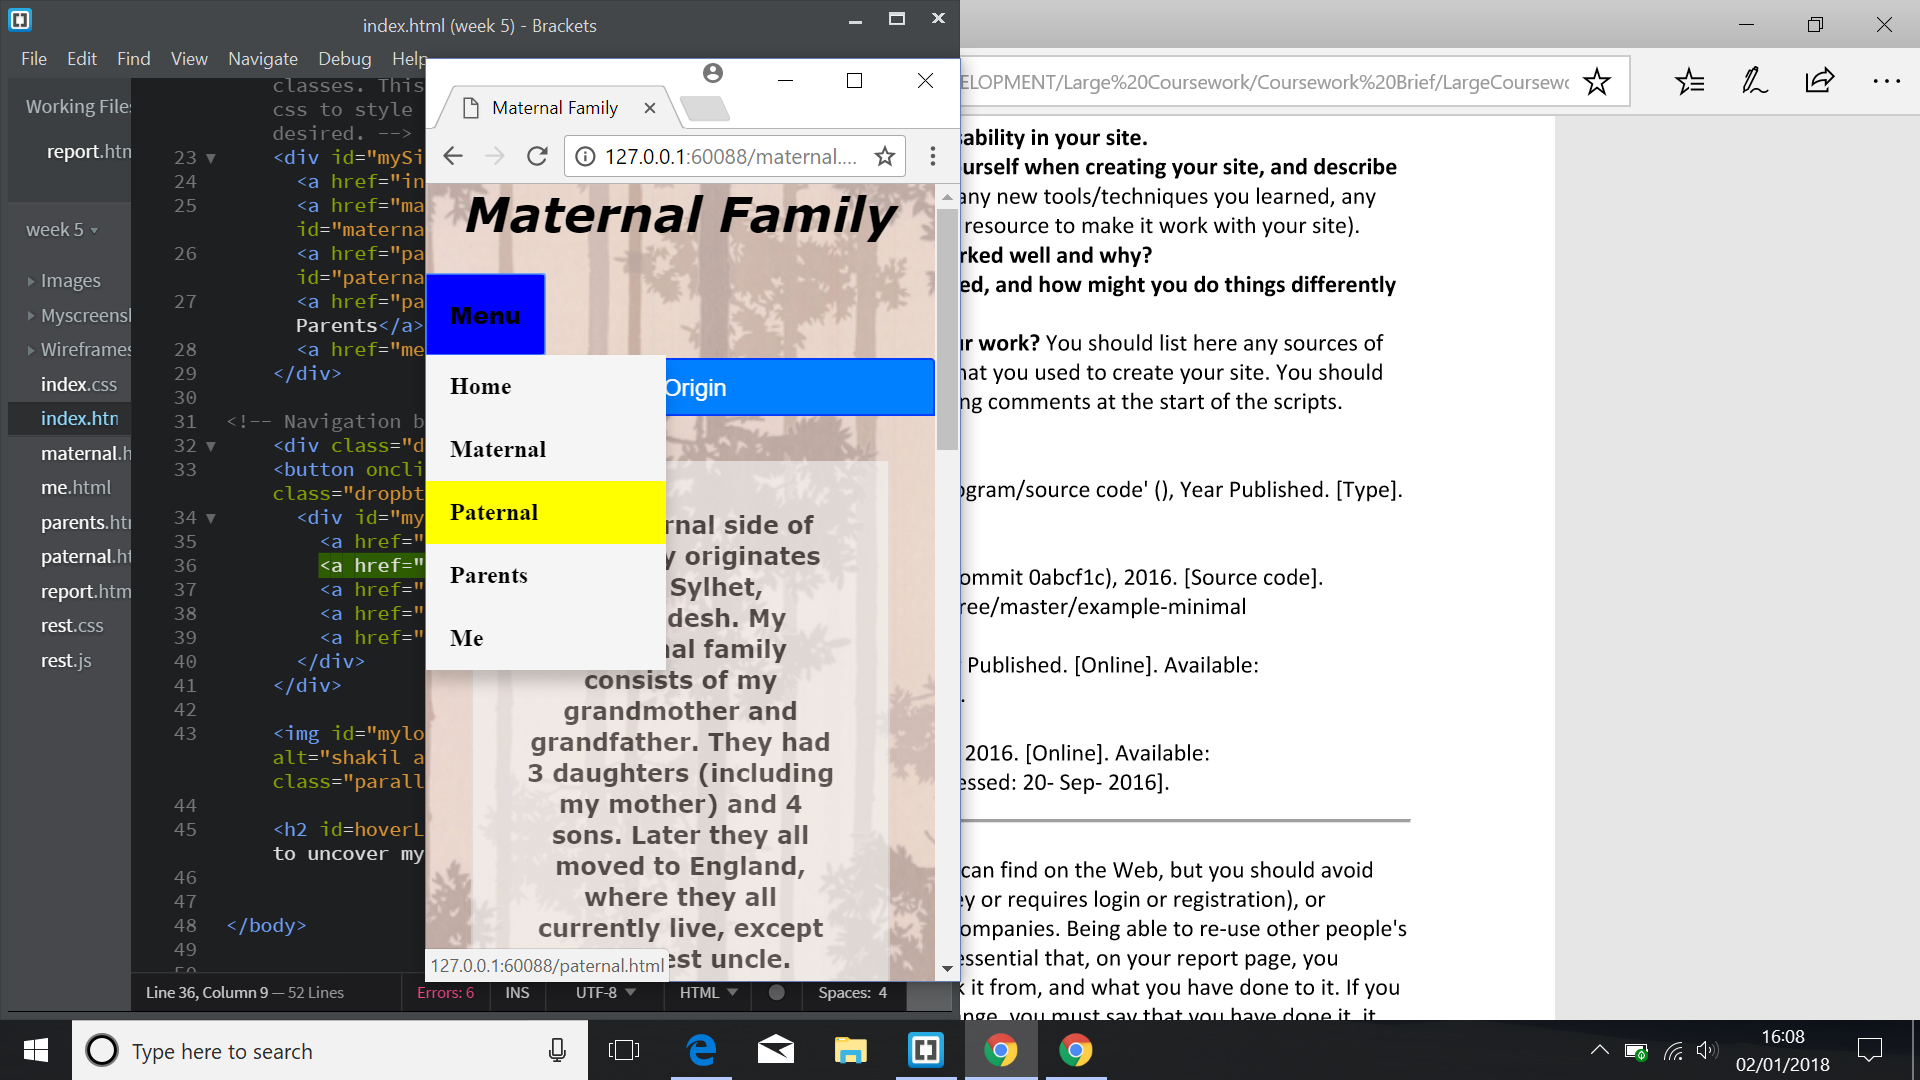 index.html (week 5) - Brackets
File Edit Find View Navigate Debug Help
Working Files
report.htm
week 5
Images
Myscreensh
Wireframes
index.css
index.htn
maternal.h
me.html
parents.htm
paternal.ht
report.htm
rest.css
rest.js
classes. This
css to style
desired. -->
23 <div id="mySi
24 <a href="in
25 <a href="ma
id="materna
26 <a href="pa
id="paterna
27 <a href="pa
Parents</a>
28 <a href="me
29 </div>
30
31 <!-- Navigation b
32 <div class="d
33 <button oncli
class="dropbt
34 <div id="my
35 <a href="
36 <a href="
37 <a href="
38 <a href="
39 <a href="
40 </div>
41 </div>
42
43 <img id="mylo
alt="shakil a
class="parall
44
45 <h2 id=hoverL
to uncover my
46
47
48 </body>
49
Line 36, Column 9 — 52 Lines
Errors: 6
INS
UTF-8
HTML
Spaces: 4
Maternal Family
127.0.0.1:60088/maternal....
Maternal Family
Menu
Home
Maternal
Paternal
Parents
Me
Origin
rnal side of
y originates
Sylhet,
desh. My
nal family
consists of my
grandmother and
grandfather. They had
3 daughters (including
my mother) and 4
sons. Later they all
moved to England,
where they all
currently live, except
est uncle.
127.0.0.1:60088/paternal.html
ELOPMENT/Large%20Coursework/Coursework%20Brief/LargeCoursewo
sability in your site.
urself when creating your site, and describe
any new tools/techniques you learned, any
resource to make it work with your site).
rked well and why?
ed, and how might you do things differently
ur work? You should list here any sources of
hat you used to create your site. You should
ng comments at the start of the scripts.
ogram/source code' (), Year Published. [Type].
ommit 0abcf1c), 2016. [Source code].
ree/master/example-minimal
Published. [Online]. Available:
.
2016. [Online]. Available:
essed: 20- Sep- 2016].
can find on the Web, but you should avoid
ey or requires login or registration), or
companies. Being able to re-use other people's
essential that, on your report page, you
k it from, and what you have done to it. If you
nge, you must say that you have done it, it
Type here to search
16:08
02/01/2018